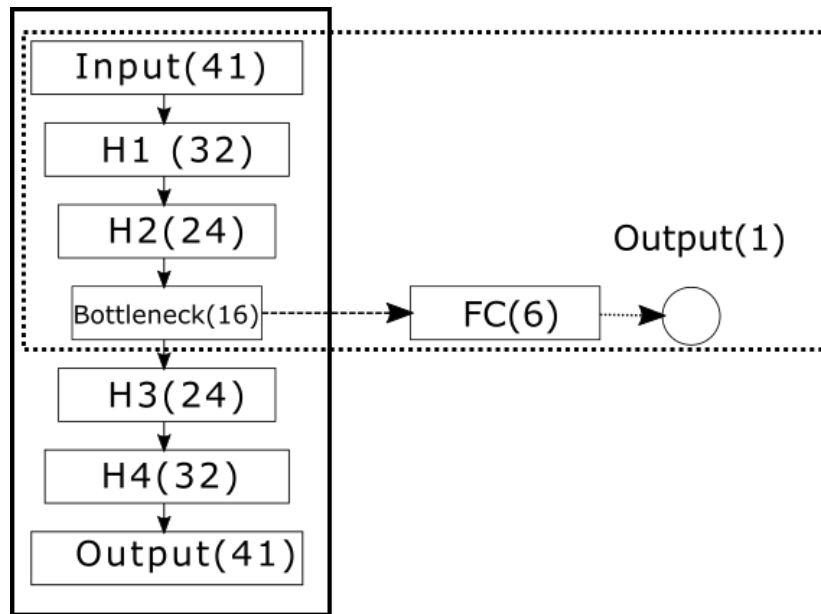 Input(41)
H1 (32)
H2(24)
Output(1)
Bottleneck(16)
FC(6)
H3(24)
H4(32)
Output(41)